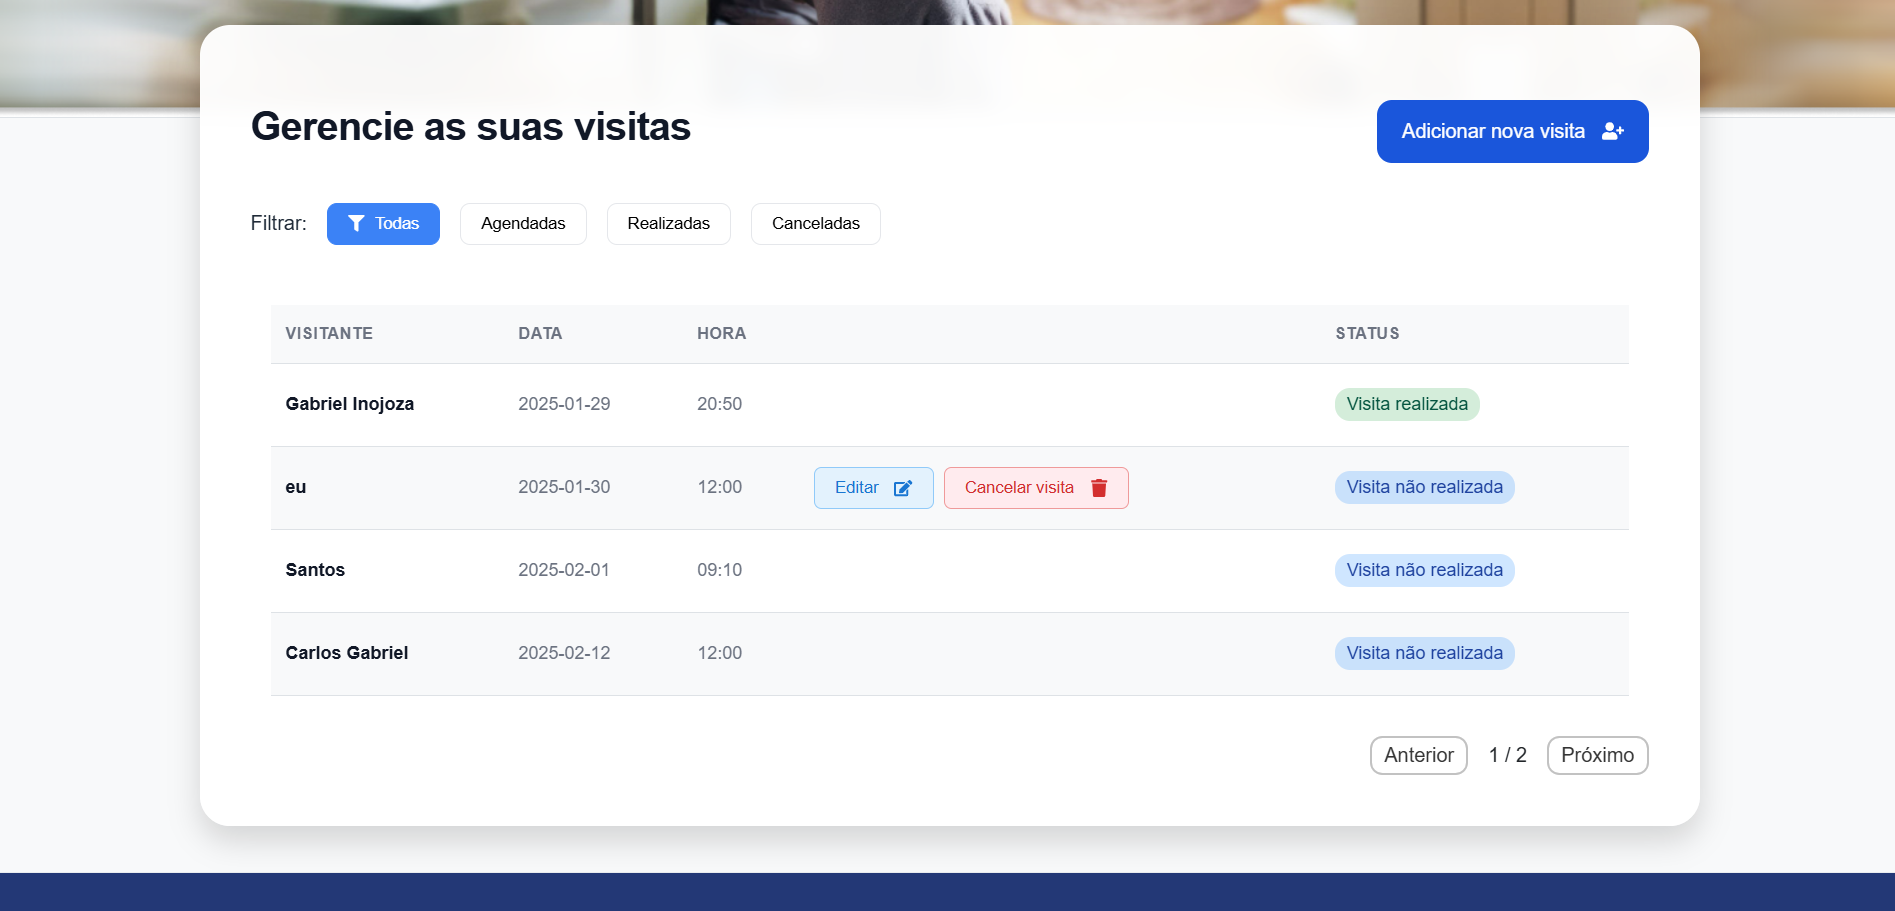 Gerencie as suas visitas
Adicionar nova visita
Filtrar: Todas Agendadas Realizadas Canceladas
VISITANTE DATA HORA STATUS
Gabriel Inojoza 2025-01-29 20:50 Visita realizada
eu 2025-01-30 12:00 Editar Cancelar visita Visita não realizada
Santos 2025-02-01 09:10 Visita não realizada
Carlos Gabriel 2025-02-12 12:00 Visita não realizada
Anterior 1 / 2 Próximo